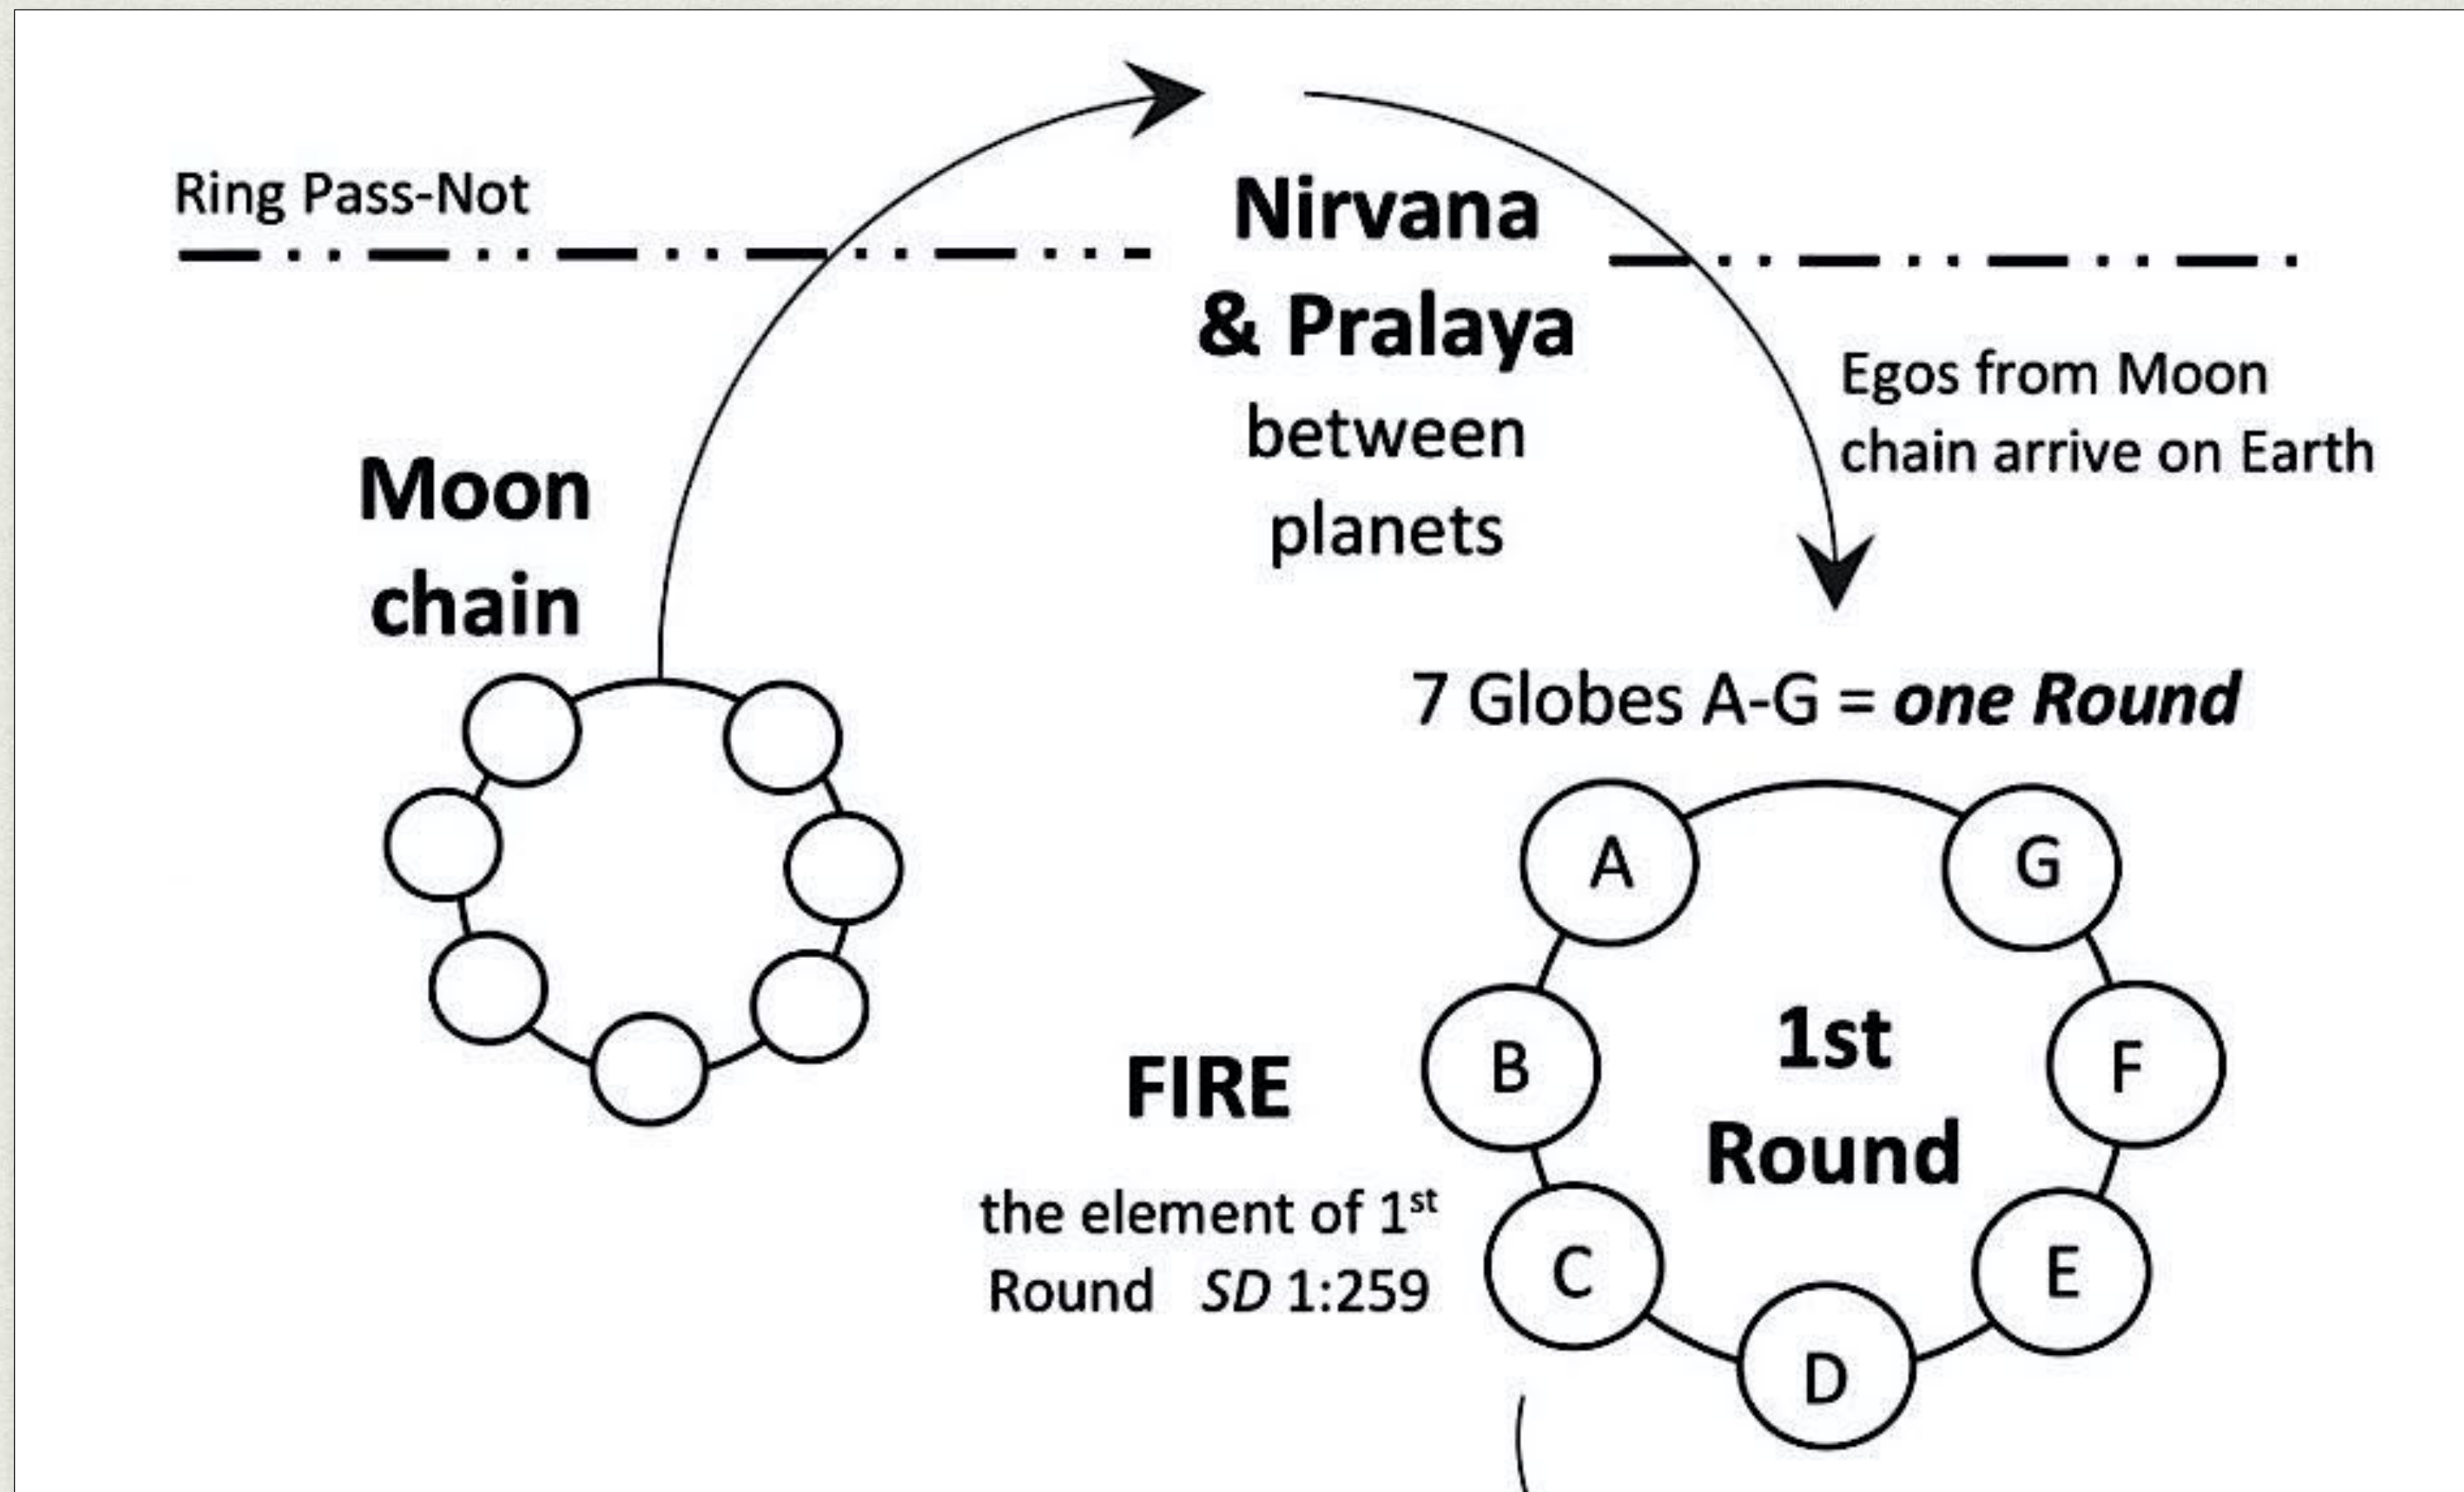 Ring Pass-Not
Nirvana
& Pralaya
between
planets
Egos from Moon
chain arrive on Earth
Moon
chain
7 Globes A-G = one Round
A
G
B
1st
Round
F
FIRE
the element of 1st
Round SD 1:259
C
E
D